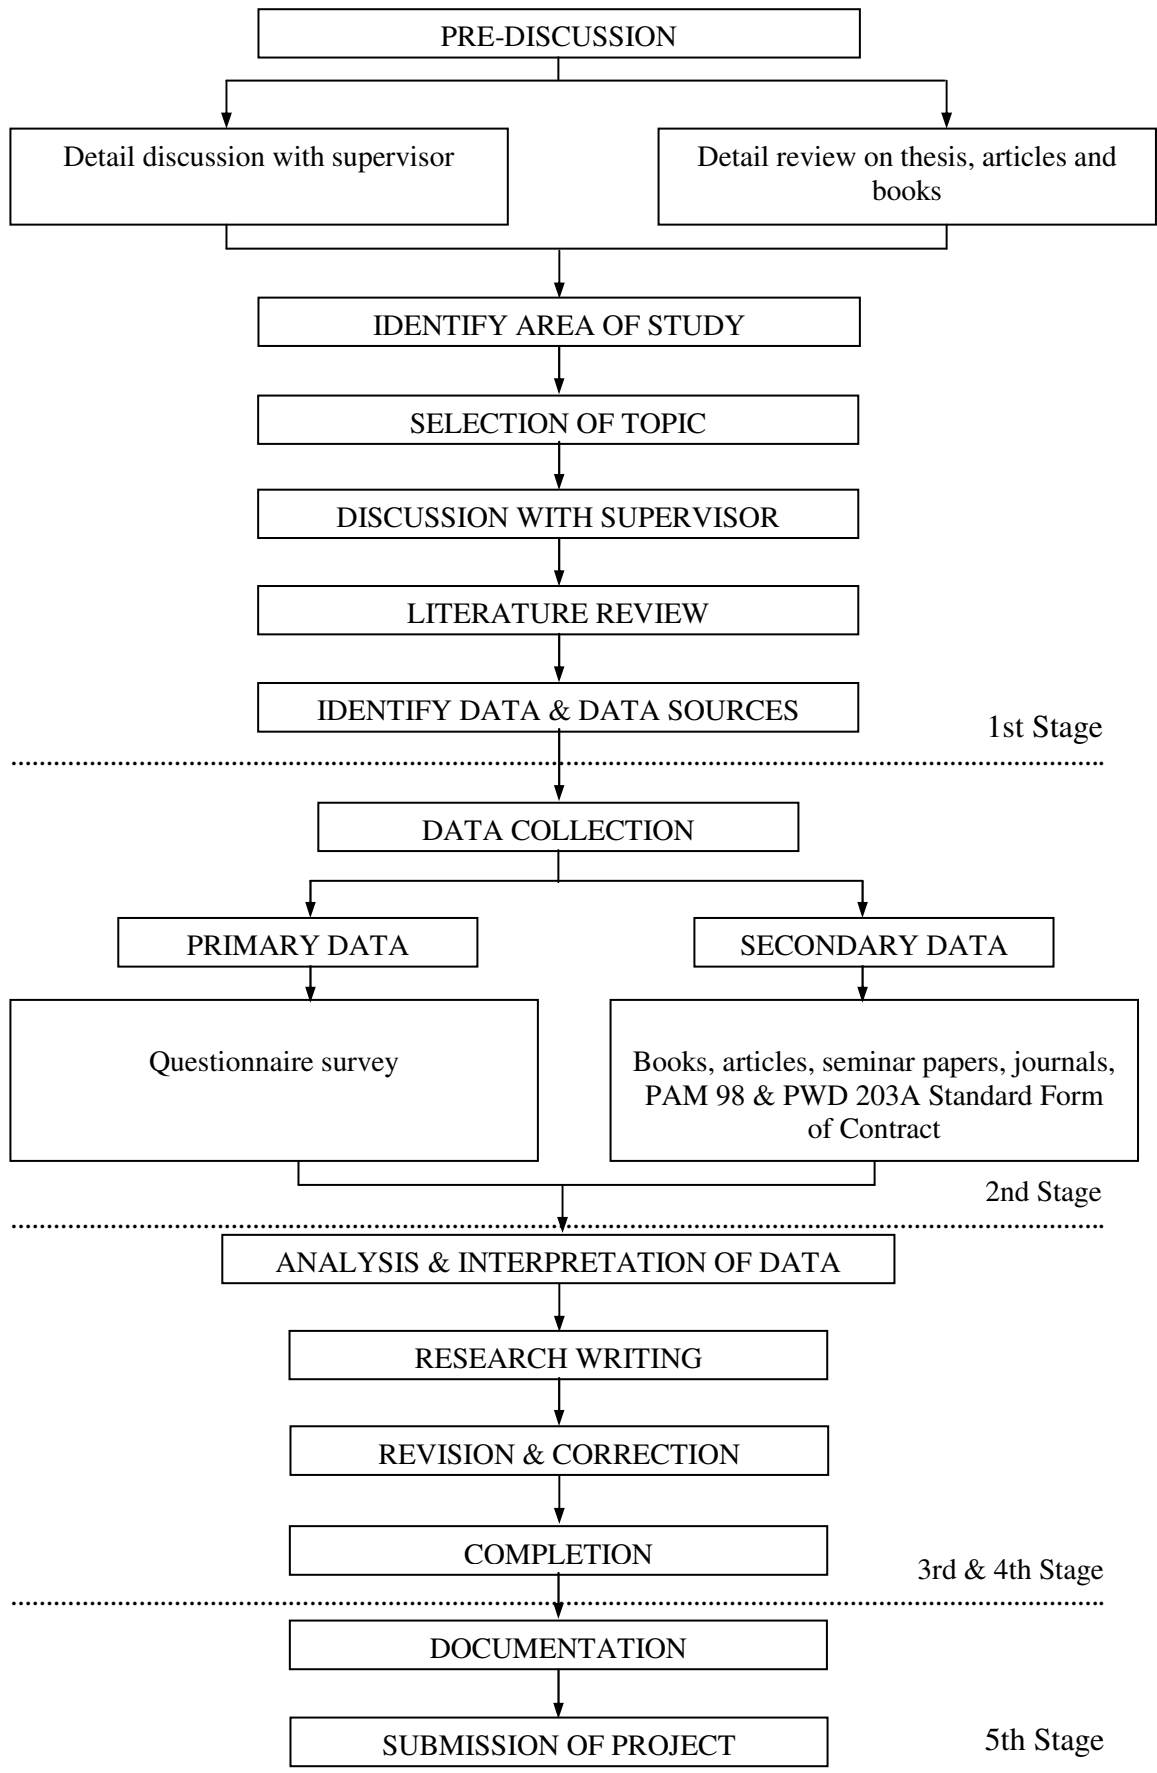 PRE-DISCUSSION
Detail discussion with supervisor
Detail review on thesis, articles and
books
IDENTIFY AREA OF STUDY
SELECTION OF TOPIC
DISCUSSION WITH SUPERVISOR
LITERATURE REVIEW
IDENTIFY DATA & DATA SOURCES
1st Stage
DATA COLLECTION
PRIMARY DATA
SECONDARY DATA
Questionnaire survey
Books, articles, seminar papers, journals,
PAM 98 & PWD 203A Standard Form
of Contract
2nd Stage
ANALYSIS & INTERPRETATION OF DATA
RESEARCH WRITING
REVISION & CORRECTION
COMPLETION
3rd & 4th Stage
DOCUMENTATION
SUBMISSION OF PROJECT
5th Stage